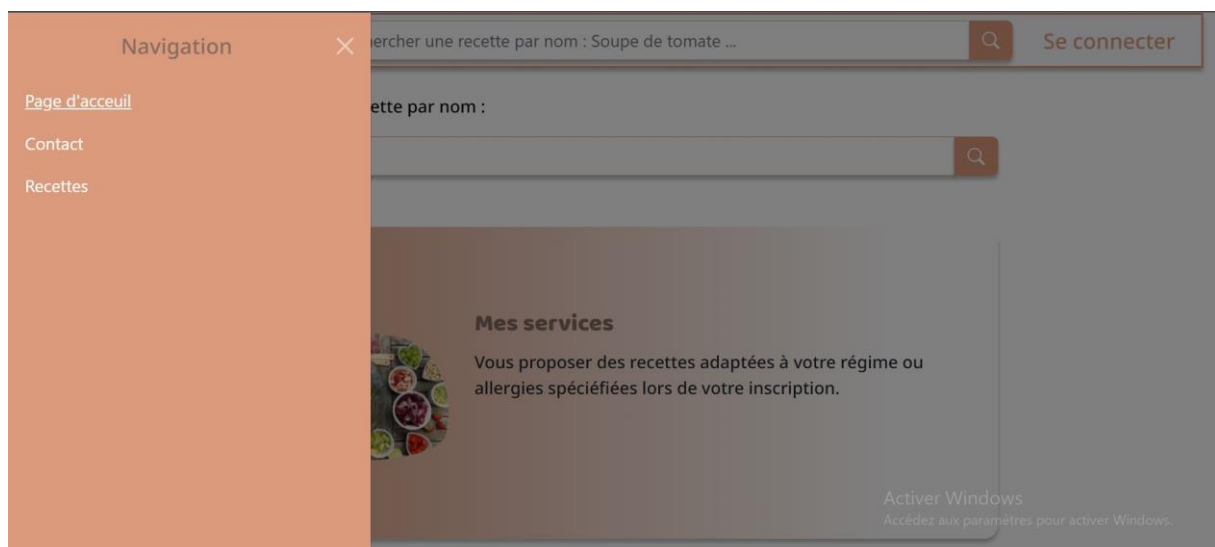 Navigation
ercher une recette par nom : Soupe de tomate ...
Se connecter
Page d'acceuil
ette par nom :
Contact
Recettes
Mes services
Vous proposer des recettes adaptées à votre régime ou
allergies spéciéfiées lors de votre inscription.
Activer Windows
Accédez aux paramètres pour activer Windows.